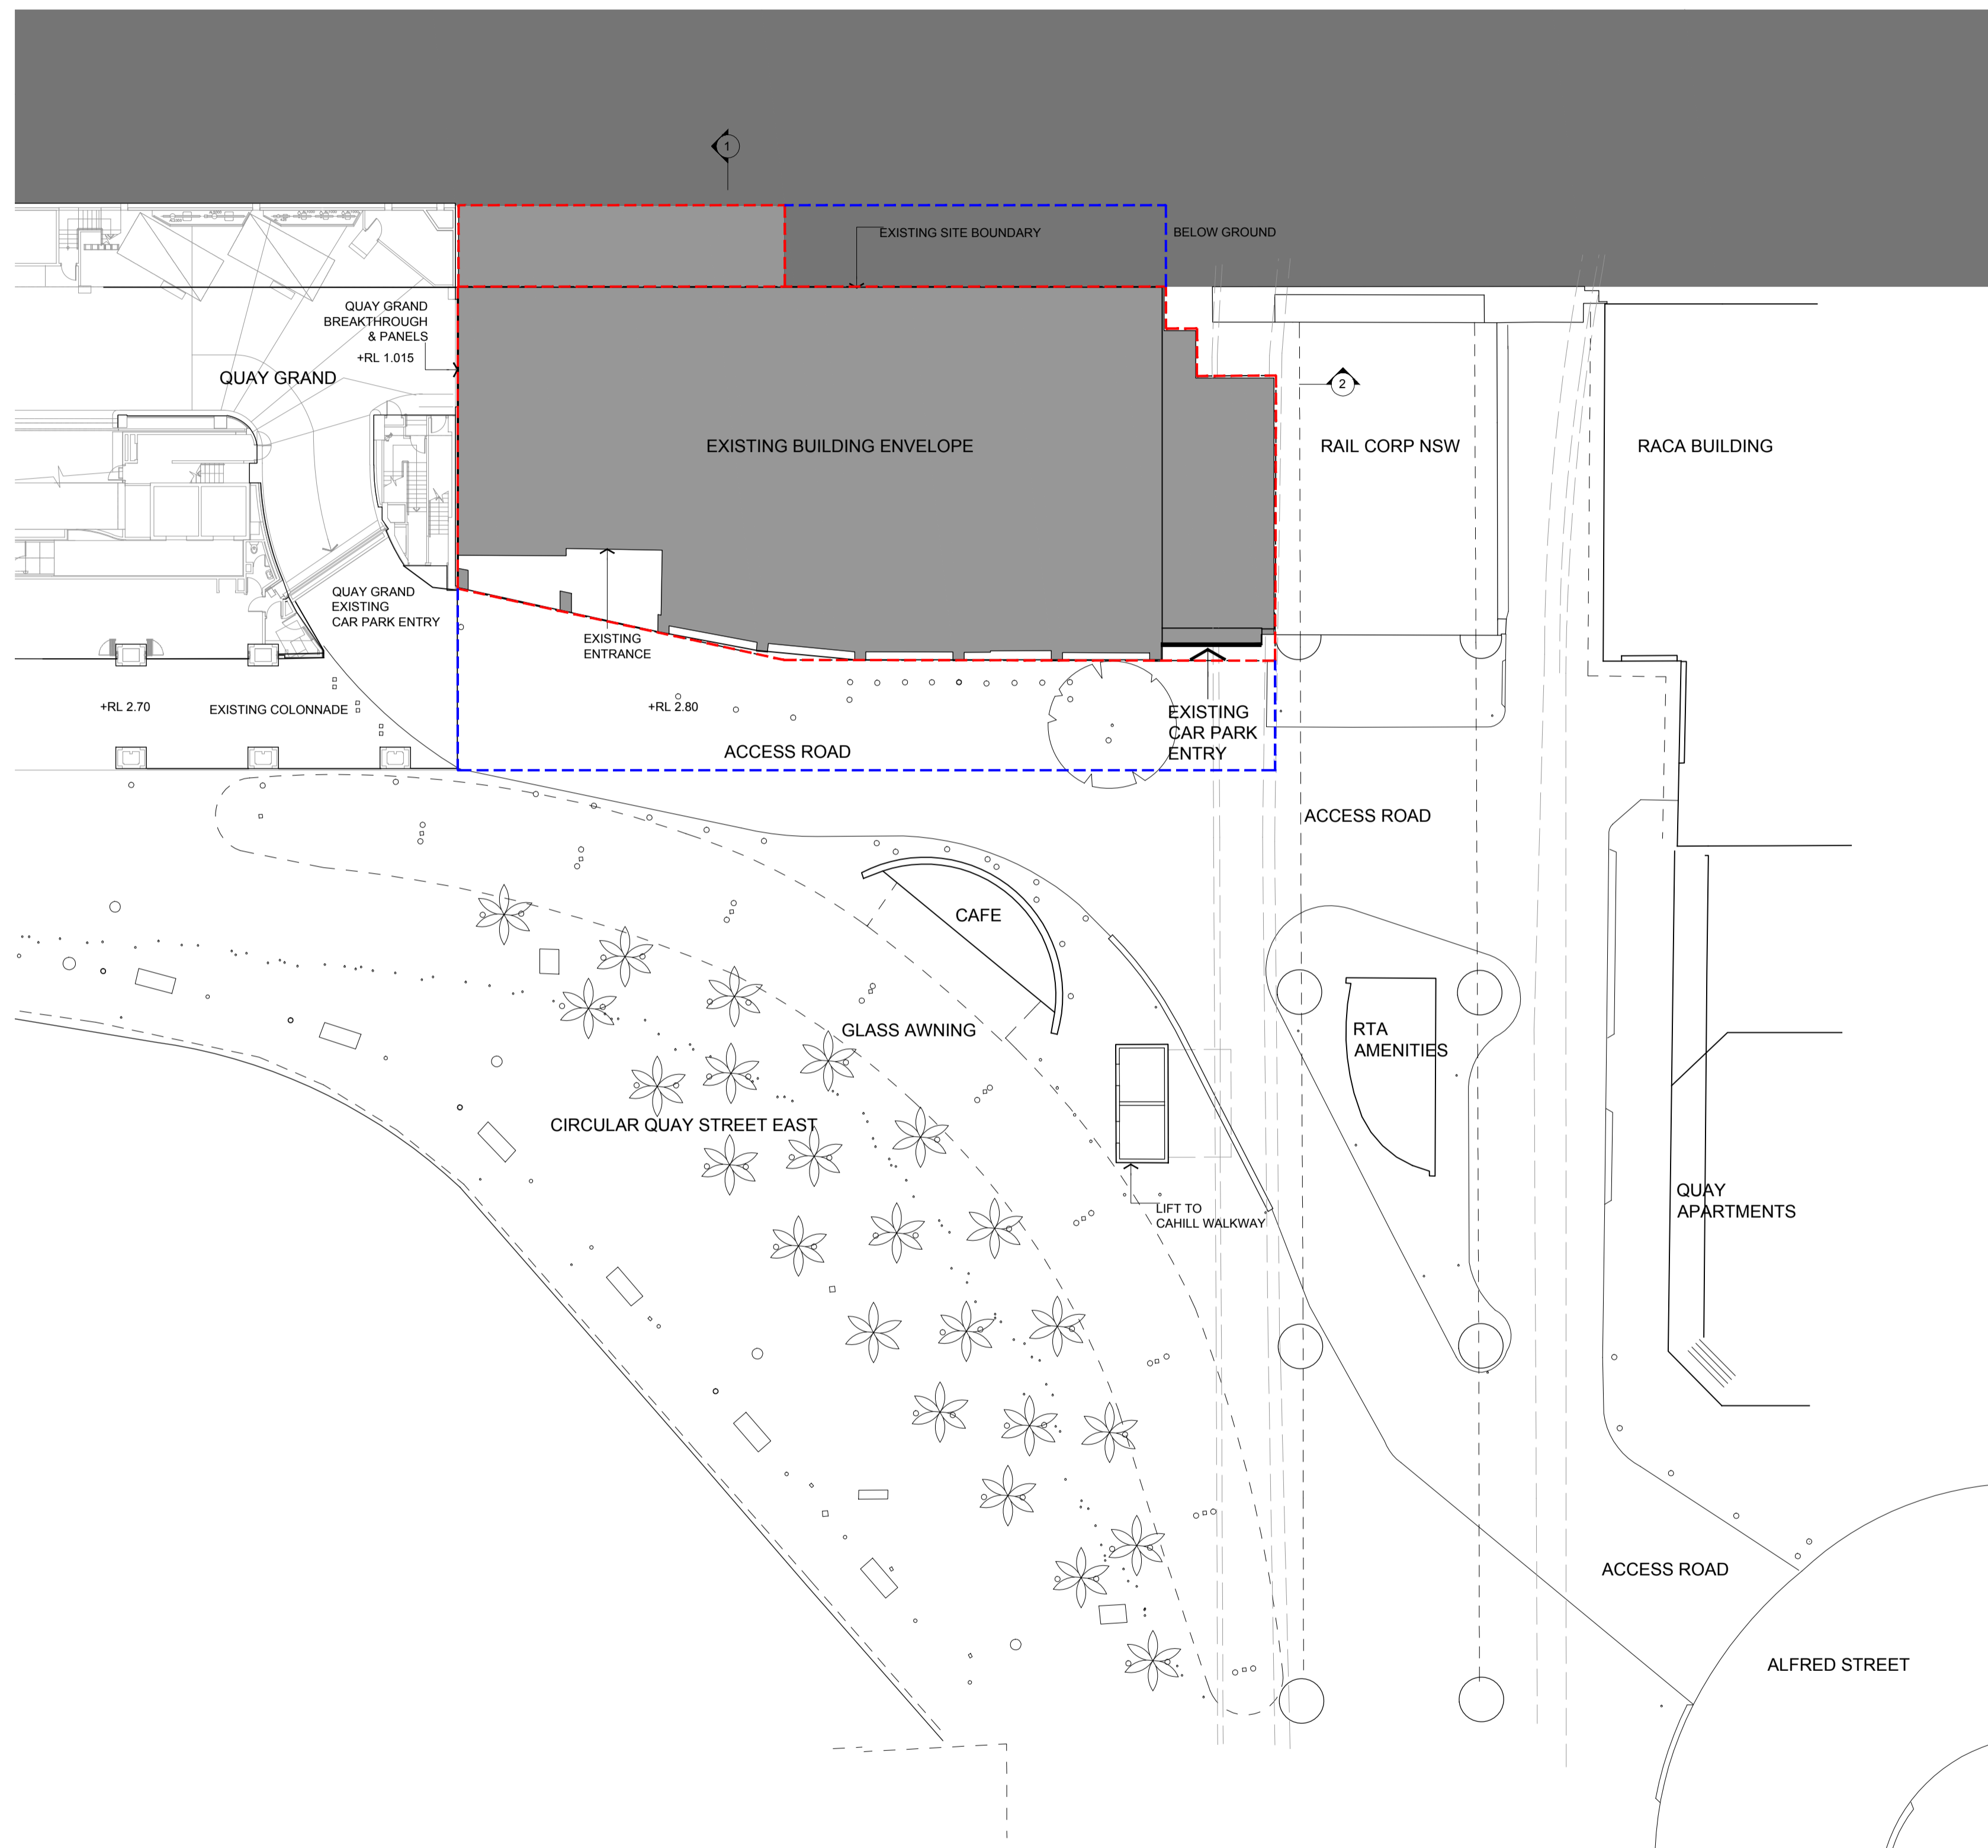 1
EXISTING SITE BOUNDARY
BELOW GROUND
QUAY GRAND
BREAKTHROUGH
& PANELS
+RL 1.015
QUAY GRAND
2
EXISTING BUILDING ENVELOPE
RAIL CORP NSW
RACA BUILDING
QUAY GRAND
EXISTING
CAR PARK ENTRY
EXISTING
ENTRANCE
+RL 2.70
EXISTING COLONNADE
+RL 2.80
EXISTING
CAR PARK
ENTRY
ACCESS ROAD
ACCESS ROAD
CAFE
GLASS AWNING
RTA
AMENITIES
CIRCULAR QUAY STREET EAST
LIFT TO
CAHILL WALKWAY
QUAY
APARTMENTS
ACCESS ROAD
ALFRED STREET